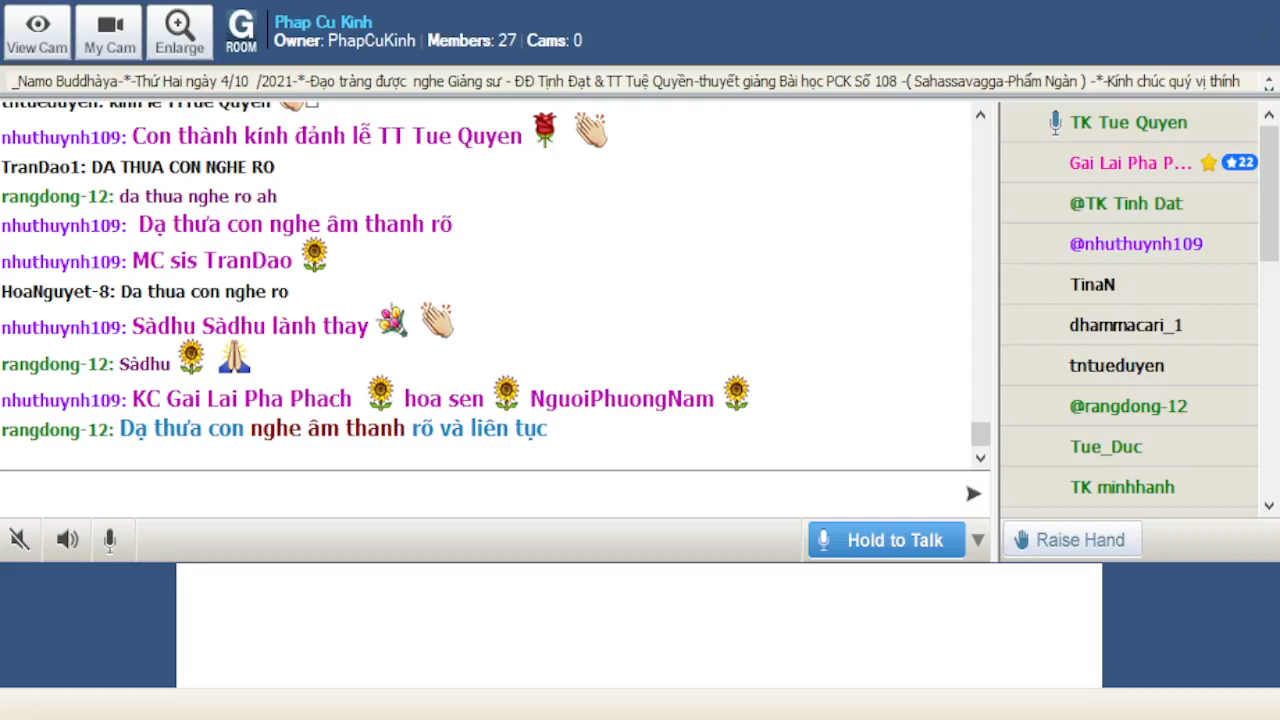 View Cam
My Cam
Enlarge
G
ROOM
Phap Cu Kinh
Owner: PhapCuKinh | Members: 27 | Cams: 0
_Namo Buddhàya-*-Thứ Hai ngày 4/10 /2021-*-Đạo tràng được nghe Giảng sư - ĐĐ Tịnh Đạt & TT Tuệ Quyền-thuyết giảng Bài học PCK Số 108 -( Sahassavagga-Phẩm Ngàn ) -*-Kính chúc quý vị thính
tntueduyen: kính lễ TTTuệ Quyền
nhuthuynh109: Con thành kính đảnh lễ TT Tue Quyen
TranDao1: DA THUA CON NGHE RO
rangdong-12: da thua nghe ro ah
nhuthuynh109: Dạ thưa con nghe âm thanh rõ
nhuthuynh109: MC sis TranDao
HoaNguyet-8: Da thua con nghe ro
nhuthuynh109: Sàdhu Sàdhu lành thay
rangdong-12: Sàdhu
nhuthuynh109: KC Gai Lai Pha Phach hoa sen NguoiPhuongNam
rangdong-12: Dạ thưa con nghe âm thanh rõ và liên tục
TK Tue Quyen
Gai Lai Pha P... 22
@TK Tinh Dat
@nhuthuynh109
TinaN
dhammacari_1
tntueduyen
@rangdong-12
Tue_Duc
TK minhhanh
Hold to Talk
Raise Hand